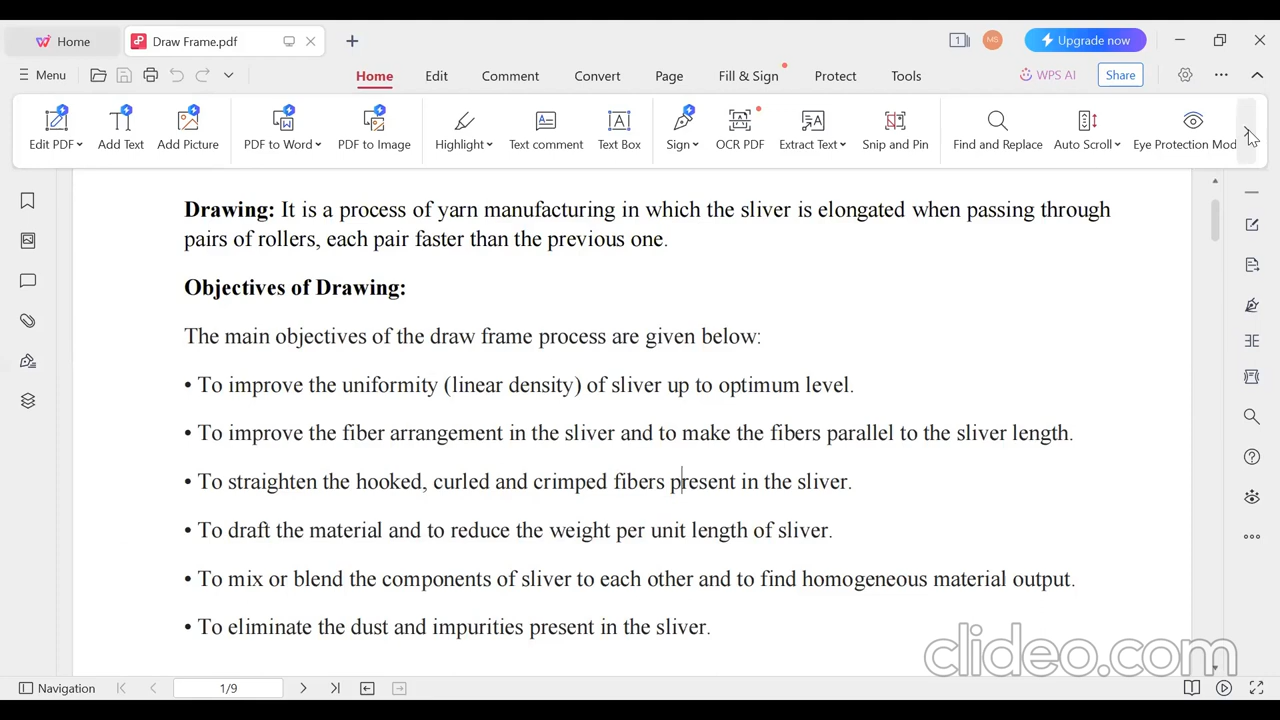 Home
Draw Frame.pdf
1
MS
Upgrade now
Menu
Home
Edit
Comment
Convert
Page
Fill & Sign
Protect
Tools
WPS AI
Share
Edit PDF
Add Text
Add Picture
PDF to Word
PDF to Image
Highlight
Text comment
Text Box
Sign
OCR PDF
Extract Text
Snip and Pin
Find and Replace
Auto Scroll
Eye Protection Mod
Drawing: It is a process of yarn manufacturing in which the sliver is elongated when passing through
pairs of rollers, each pair faster than the previous one.
Objectives of Drawing:
The main objectives of the draw frame process are given below:
• To improve the uniformity (linear density) of sliver up to optimum level.
• To improve the fiber arrangement in the sliver and to make the fibers parallel to the sliver length.
• To straighten the hooked, curled and crimped fibers present in the sliver.
• To draft the material and to reduce the weight per unit length of sliver.
• To mix or blend the components of sliver to each other and to find homogeneous material output.
• To eliminate the dust and impurities present in the sliver.
clideo.com
Navigation
1/9